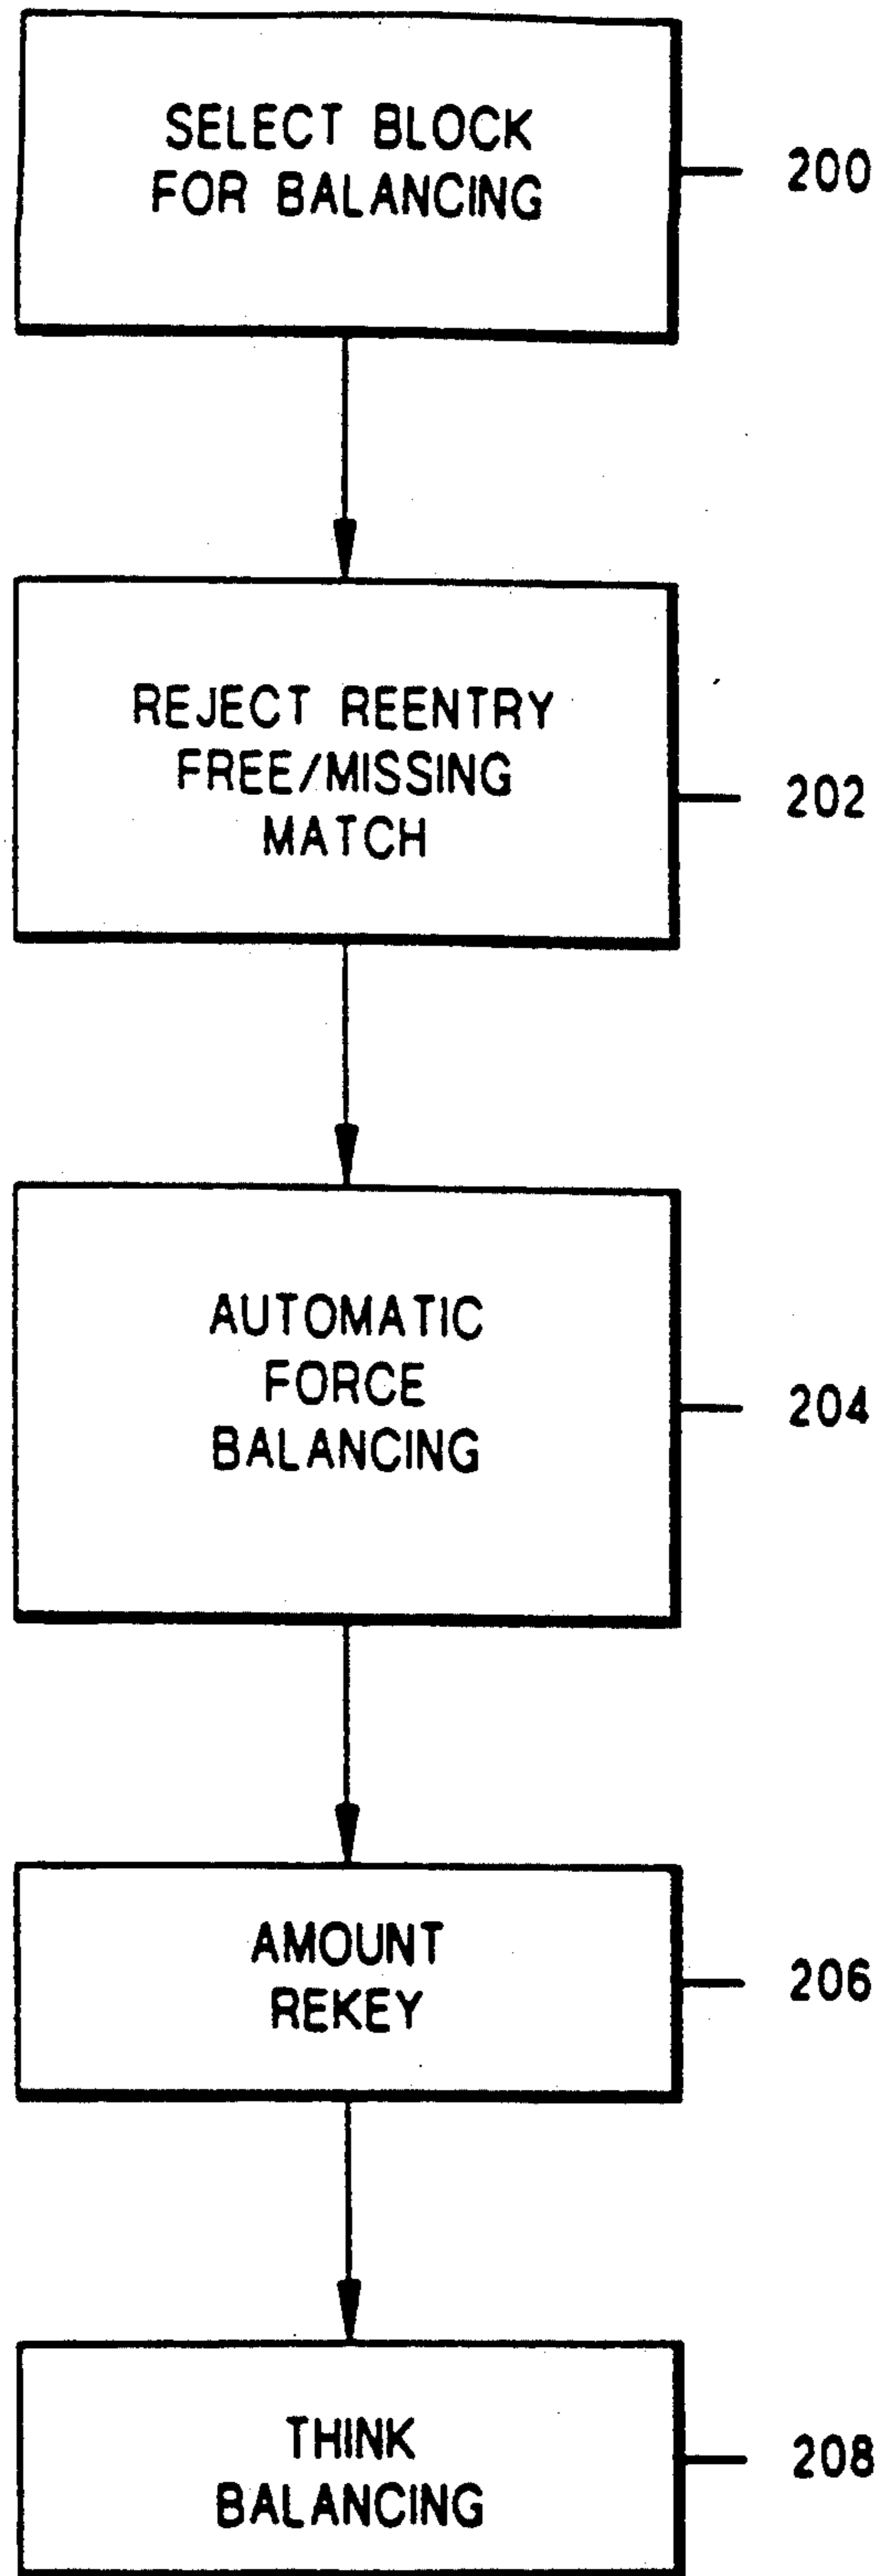 SELECT BLOCK
FOR BALANCING
200
REJECT REENTRY
FREE/MISSING
MATCH
202
AUTOMATIC
FORCE
BALANCING
204
AMOUNT
REKEY
206
THINK
BALANCING
208